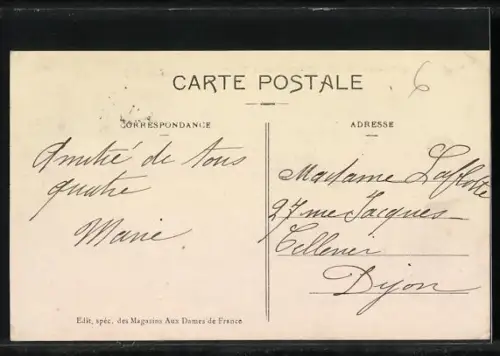 CARTE POSTALE
6
CORRESPONDANCE
Amitié de tous
quatre
Marie.
ADRESSE
Madame Laflotte
27 rue Jacques-
Cellerier
Dijon
Edit, spéc. des Magasins Aux Dames de France